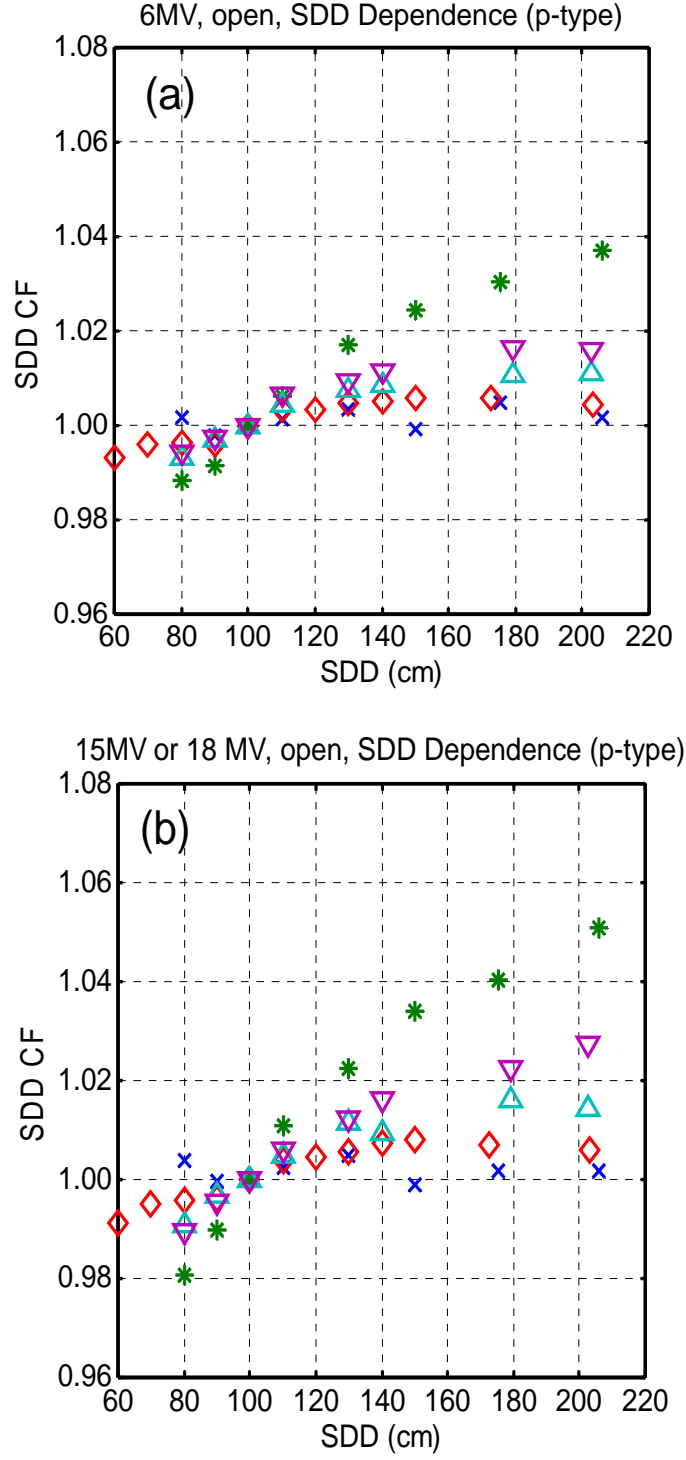 6MV, open, SDD Dependence (p-type)
(a)
1.08
1.06
1.04
1.02
1.00
0.98
0.96
SDD CF
60 80 100 120 140 160 180 200 220
SDD (cm)
15MV or 18 MV, open, SDD Dependence (p-type)
(b)
1.08
1.06
1.04
1.02
1.00
0.98
0.96
SDD CF
60 80 100 120 140 160 180 200 220
SDD (cm)